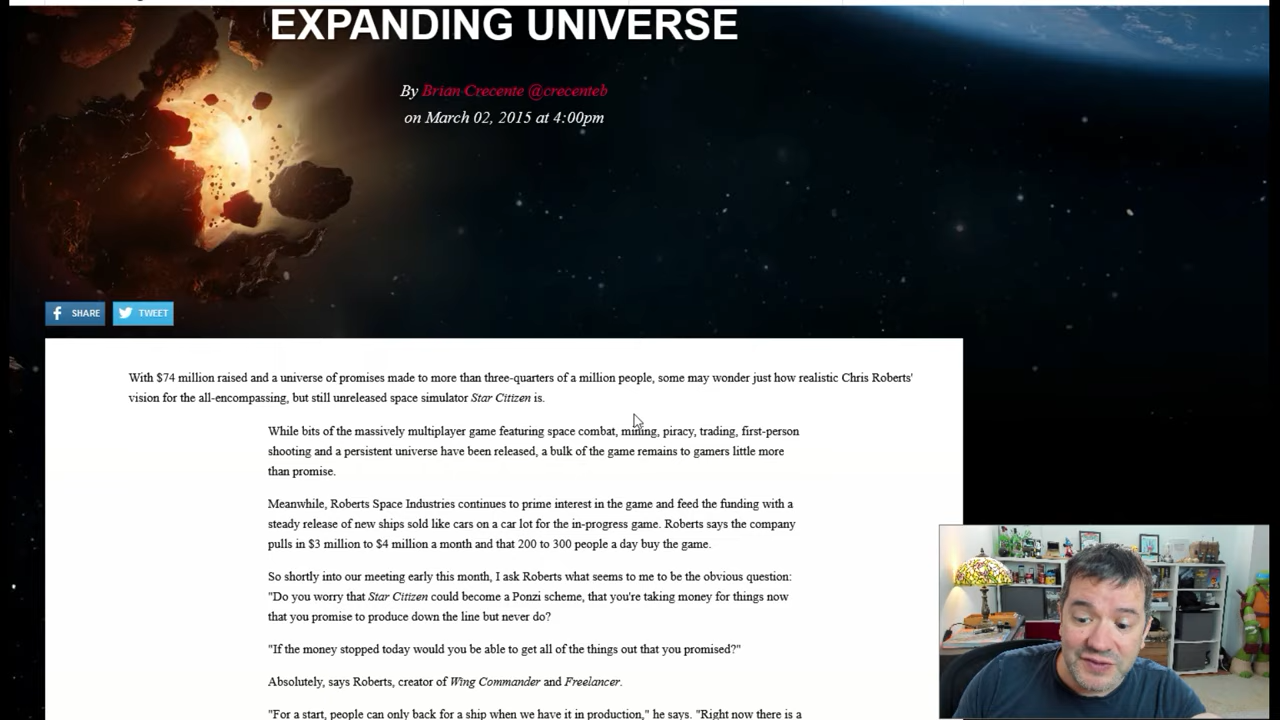 EXPANDING UNIVERSE
By Brian Crecente @crecenteb
on March 02, 2015 at 4:00pm
SHARE
TWEET
With $74 million raised and a universe of promises made to more than three-quarters of a million people, some may wonder just how realistic Chris Roberts'
vision for the all-encompassing, but still unreleased space simulator Star Citizen is.
While bits of the massively multiplayer game featuring space combat, mining, piracy, trading, first-person
shooting and a persistent universe have been released, a bulk of the game remains to gamers little more
than promise.
Meanwhile, Roberts Space Industries continues to prime interest in the game and feed the funding with a
steady release of new ships sold like cars on a car lot for the in-progress game. Roberts says the company
pulls in $3 million to $4 million a month and that 200 to 300 people a day buy the game.
So shortly into our meeting early this month, I ask Roberts what seems to me to be the obvious question:
"Do you worry that Star Citizen could become a Ponzi scheme, that you're taking money for things now
that you promise to produce down the line but never do?
"If the money stopped today would you be able to get all of the things out that you promised?"
Absolutely, says Roberts, creator of Wing Commander and Freelancer.
"For a start, people can only back for a ship when we have it in production," he says. "Right now there is a